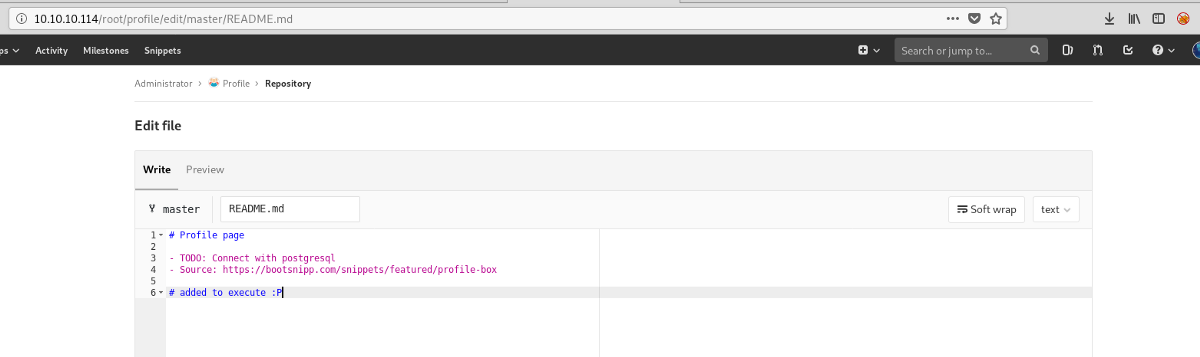 10.10.10.114/root/profile/edit/master/README.md
Activity Milestones Snippets Search or jump to...
Administrator > Profile > Repository
Edit file
Write Preview
master README.md Soft wrap text
1 # Profile page
2
3 - TODO: Connect with postgresql
4 - Source: https://bootsnipp.com/snippets/featured/profile-box
5
6 # added to execute :P